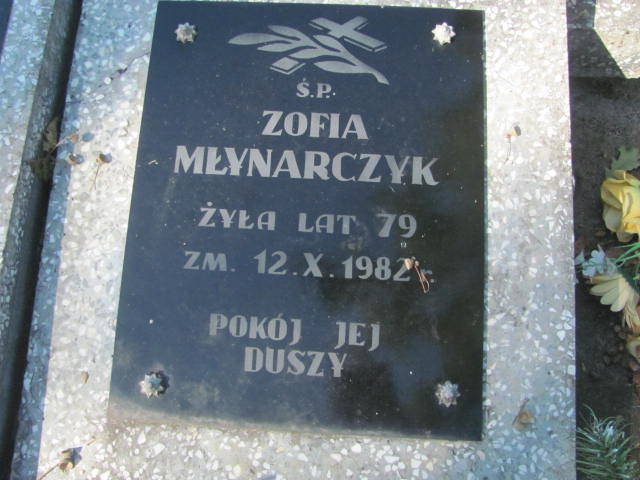 Ś.P.
ZOFIA
MŁYNARCZYK
ŻYŁA LAT 79
ZM. 12.X.1982 r.
POKÓJ JEJ
DUSZY